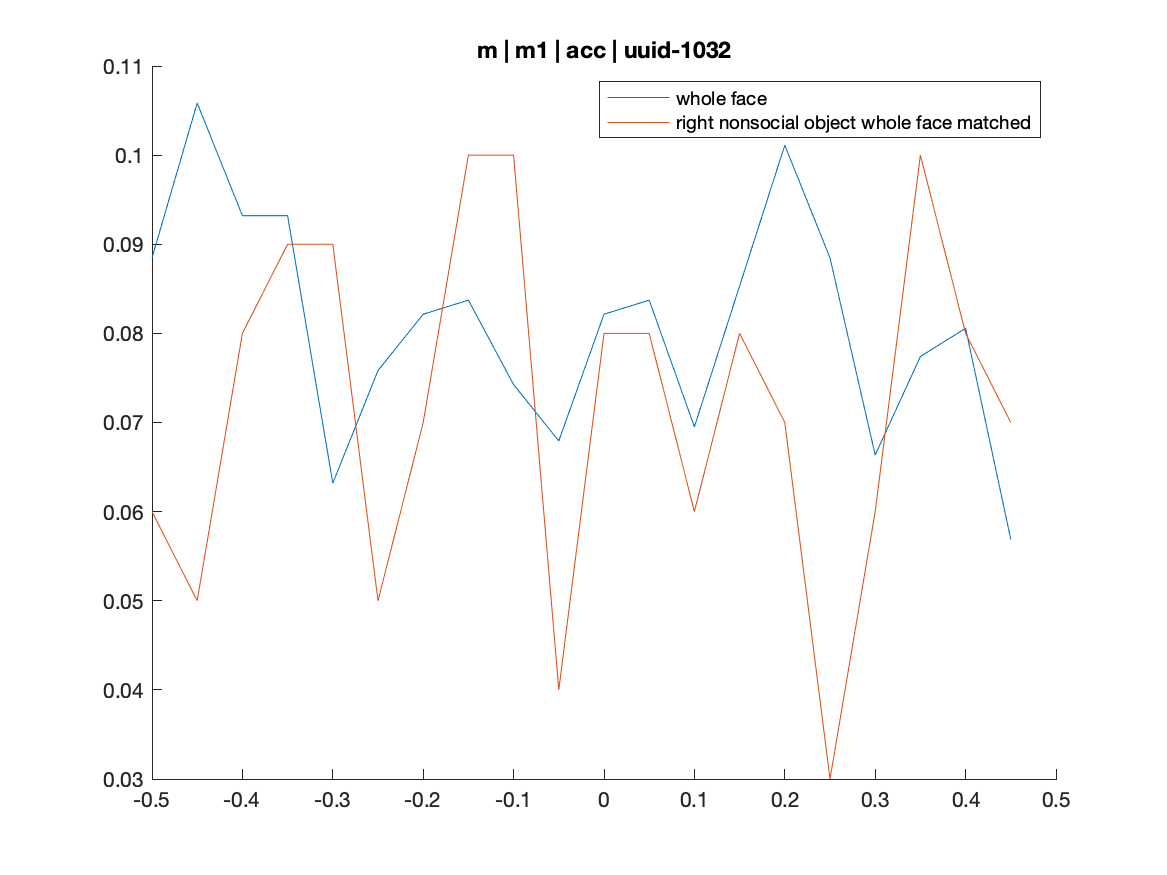 m | m1 | acc | uuid-1032
whole face
right nonsocial object whole face matched
0.11
0.1
0.09
0.08
0.07
0.06
0.05
0.04
0.03
-0.5 -0.4 -0.3 -0.2 -0.1 0 0.1 0.2 0.3 0.4 0.5